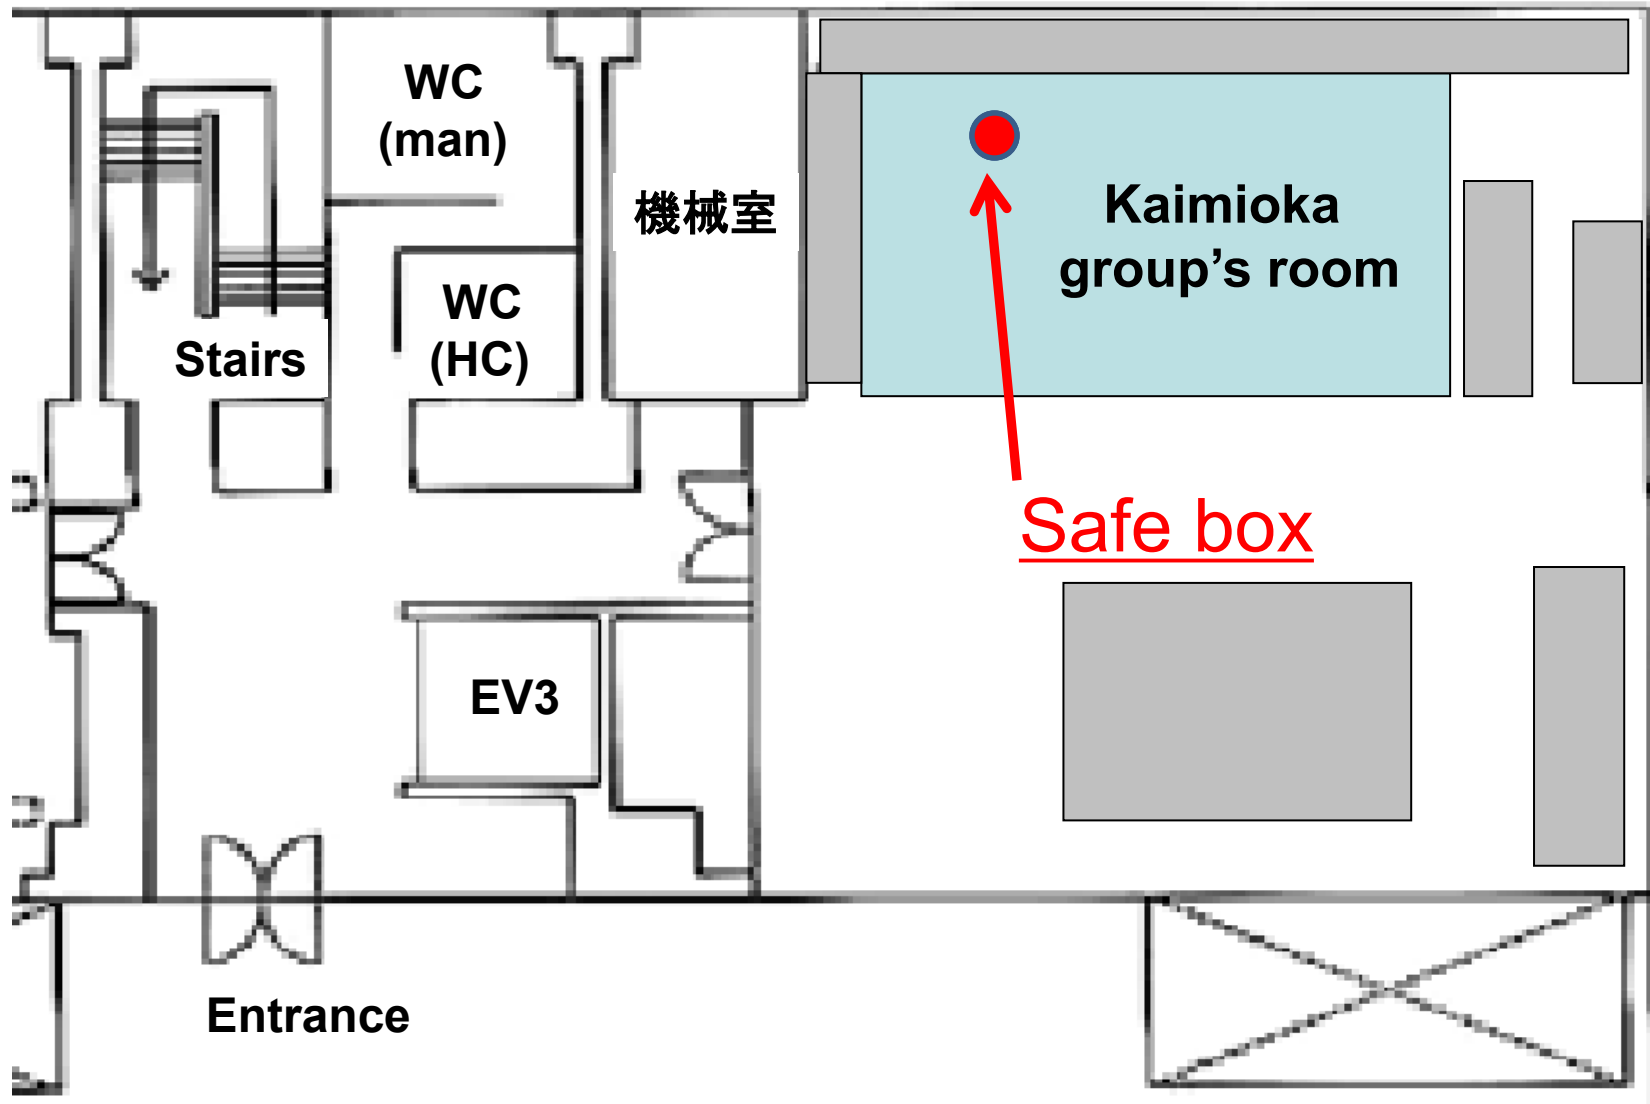 WC
(man)
機械室
Kaimioka
group’s room
WC
(HC)
Stairs
Safe box
EV3
Entrance